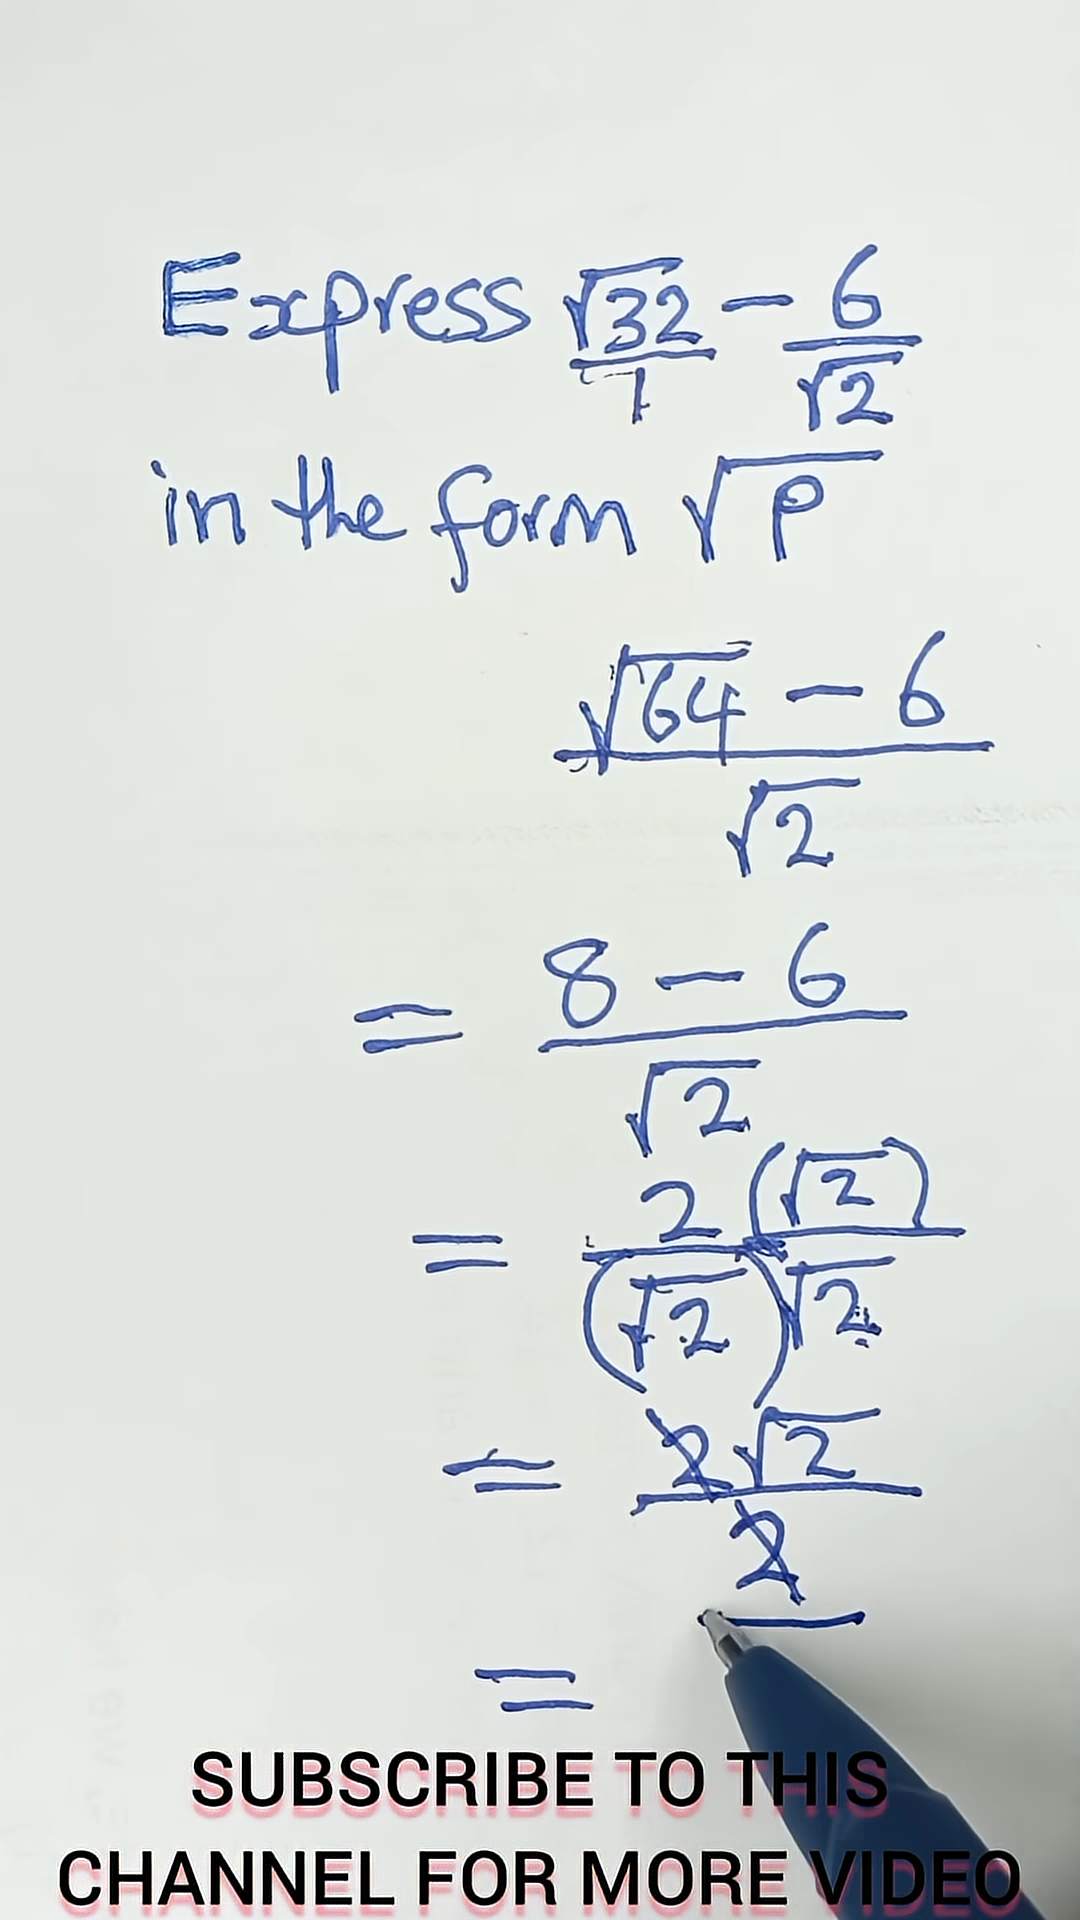 Express √32/1 − 6/√2
in the form √P
√64 − 6
√2
= 8 − 6
√2
= 2 (√2)
(√2) √2
= 2 √2
2
=
SUBSCRIBE TO THIS
CHANNEL FOR MORE VIDEO